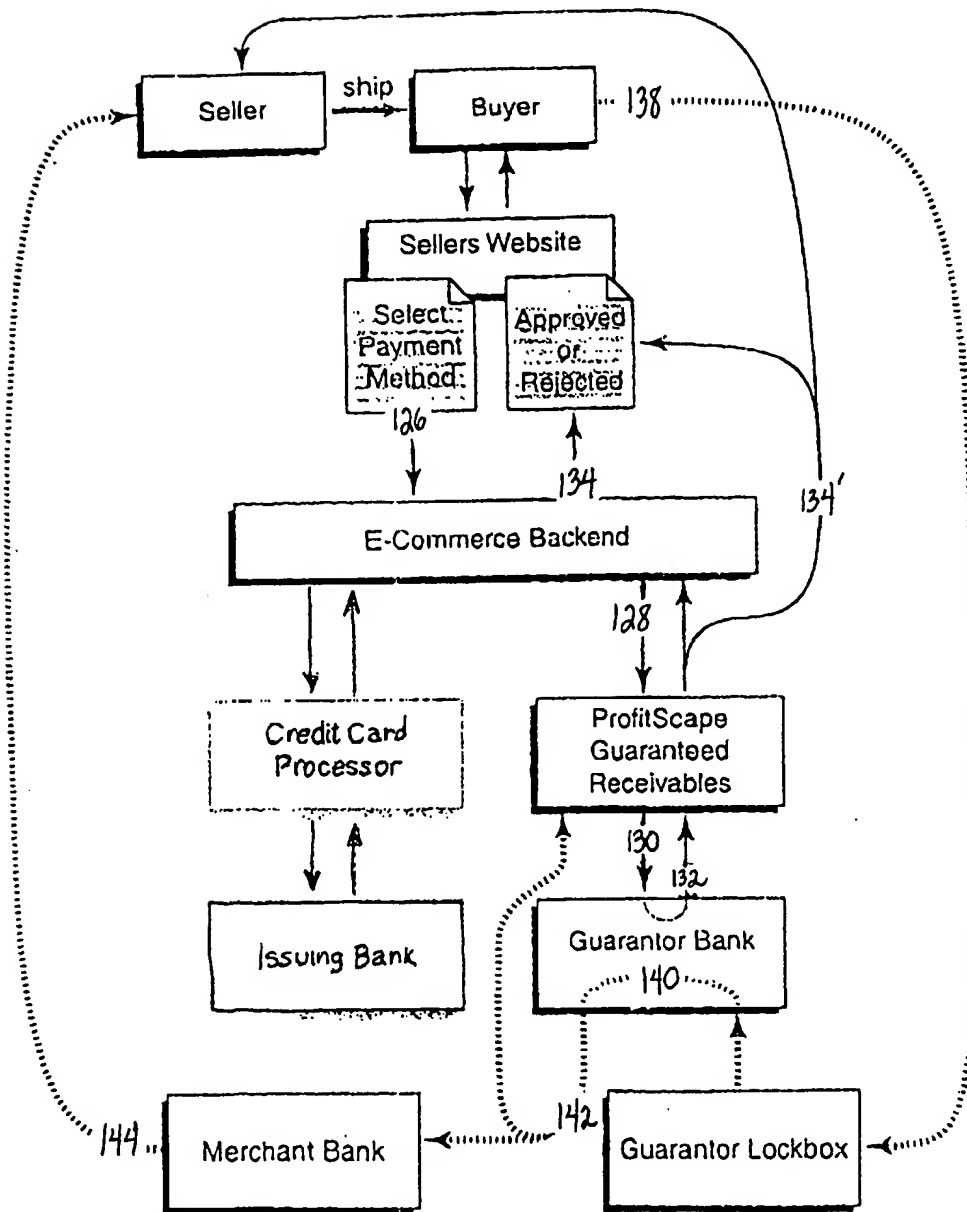 ship
Seller
Buyer
138
Sellers Website
Select
Payment
Method
Approved
or
Rejected
126
134
134'
E-Commerce Backend
128
Credit Card
Processor
ProfitScape
Guaranteed
Receivables
130
132
Issuing Bank
Guarantor Bank
140
144
Merchant Bank
142
Guarantor Lockbox